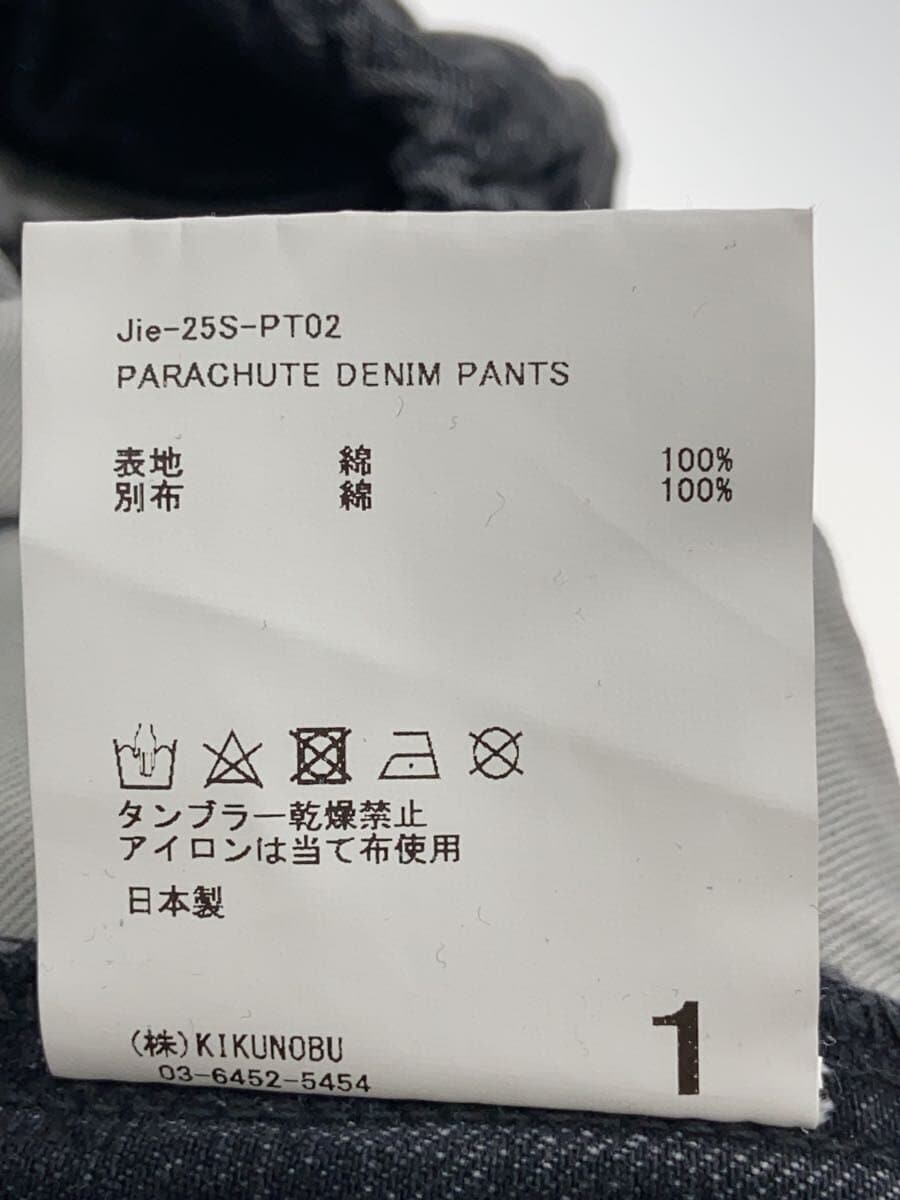 Jie-25S-PT02
PARACHUTE DENIM PANTS
表地 綿 100%
別布 綿 100%
タンブラー乾燥禁止
アイロンは当て布使用
日本製
(株)KIKUNOBU
03-6452-5454
1